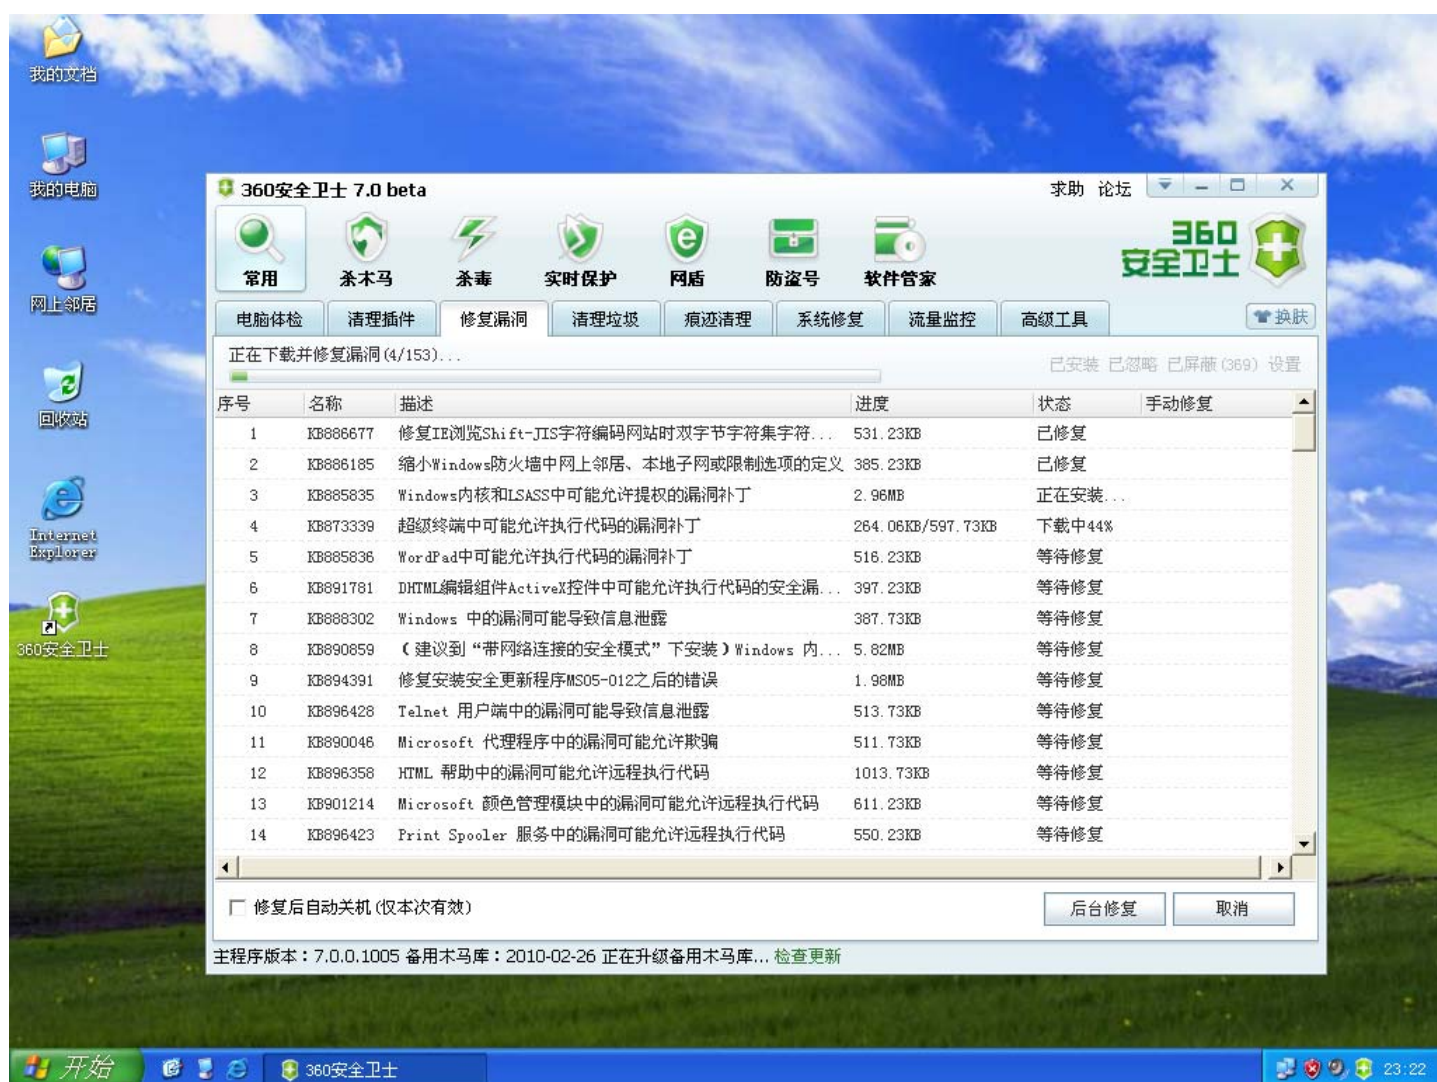 我的文档
我的电脑
网上邻居
回收站
Internet
Explorer
360安全卫士
360安全卫士 7.0 beta
求助 论坛
常用 杀木马 杀毒 实时保护 网盾 防盗号 软件管家
360
安全卫士
电脑体检 清理插件 修复漏洞 清理垃圾 痕迹清理 系统修复 流量监控 高级工具 换肤
正在下载并修复漏洞(4/153)...
已安装 已忽略 已屏蔽(369) 设置
序号 名称 描述 进度 状态 手动修复
1 KB886677 修复IE浏览Shift-JIS字符编码网站时双字节字符集字符... 531.23KB 已修复
2 KB886185 缩小Windows防火墙中网上邻居、本地子网或限制选项的定义 385.23KB 已修复
3 KB885835 Windows内核和LSASS中可能允许提权的漏洞补丁 2.96MB 正在安装...
4 KB873339 超级终端中可能允许执行代码的漏洞补丁 264.06KB/597.73KB 下载中44%
5 KB885836 WordPad中可能允许执行代码的漏洞补丁 516.23KB 等待修复
6 KB891781 DHTML编辑组件ActiveX控件中可能允许执行代码的安全漏... 397.23KB 等待修复
7 KB888302 Windows 中的漏洞可能导致信息泄露 387.73KB 等待修复
8 KB890859 (建议到“带网络连接的安全模式”下安装)Windows 内... 5.82MB 等待修复
9 KB894391 修复安装安全更新程序MS05-012之后的错误 1.98MB 等待修复
10 KB896428 Telnet 用户端中的漏洞可能导致信息泄露 513.73KB 等待修复
11 KB890046 Microsoft 代理程序中的漏洞可能允许欺骗 511.73KB 等待修复
12 KB896358 HTML 帮助中的漏洞可能允许远程执行代码 1013.73KB 等待修复
13 KB901214 Microsoft 颜色管理模块中的漏洞可能允许远程执行代码 611.23KB 等待修复
14 KB896423 Print Spooler 服务中的漏洞可能允许远程执行代码 550.23KB 等待修复
修复后自动关机(仅本次有效)
后台修复 取消
主程序版本：7.0.0.1005 备用木马库：2010-02-26 正在升级备用木马库... 检查更新
开始 360安全卫士 23:22